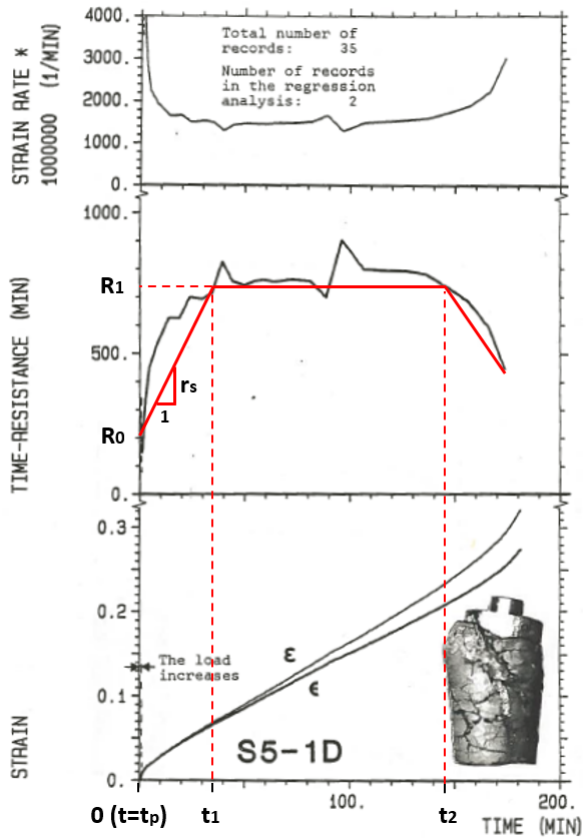 4000.
3000
2000
1000.
0.
STRAIN RATE *
1000000 (1/MIN)
Total number of
records: 35
Number of records
in the regression
analysis: 2
1000.
500.
0.
TIME-RESISTANCE (MIN)
R1
R0
rs
1
0.3
0.2
0.1
0.
STRAIN
The load
increases
ε
ϵ
S5-1D
0 (t=tp)
t1
100.
t2
200.
TIME (MIN)